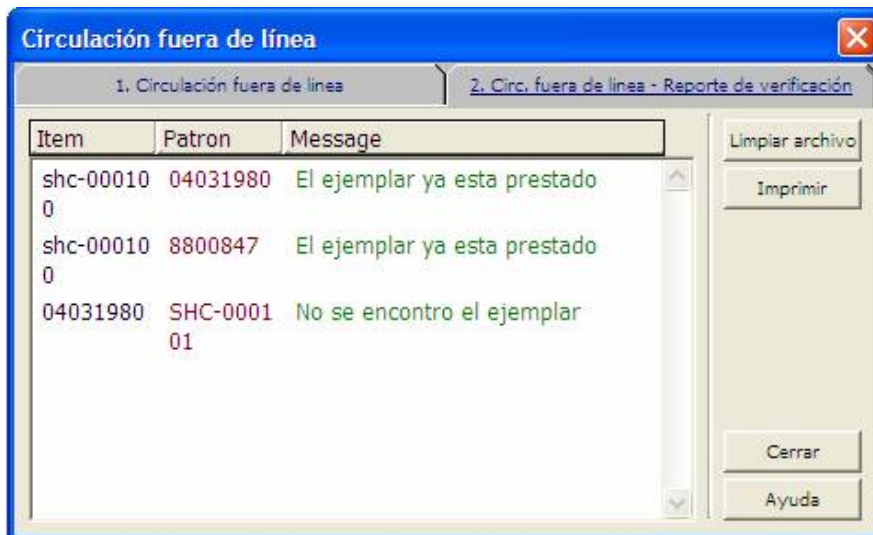 Circulación fuera de línea
1. Circulación fuera de linea
2. Circ. fuera de linea - Reporte de verificación
Item Patron Message
shc-00010 04031980 El ejemplar ya esta prestado
0
shc-00010 8800847 El ejemplar ya esta prestado
0
04031980 SHC-0001 No se encontro el ejemplar
01
Limpiar archivo
Imprimir
Cerrar
Ayuda